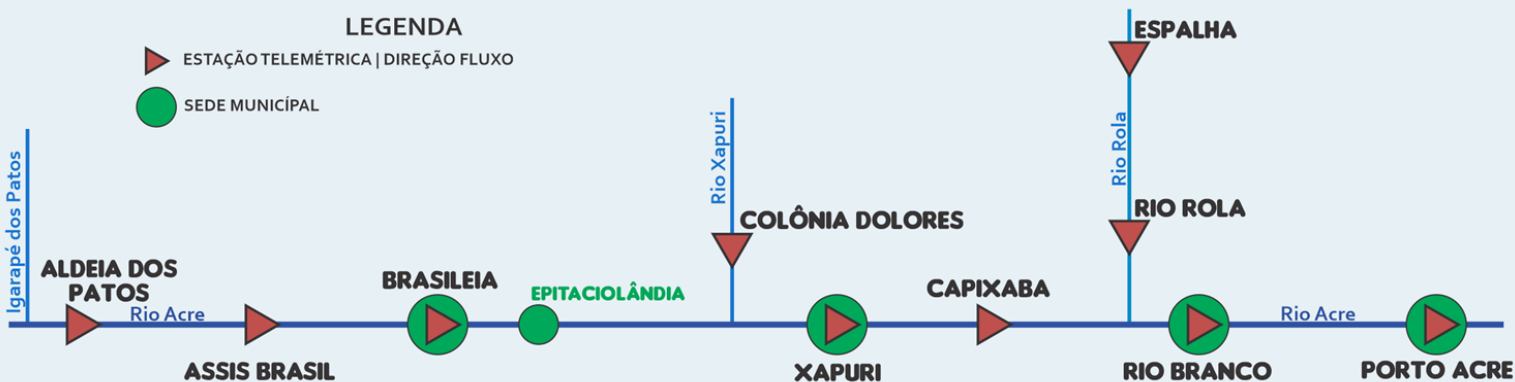 LEGENDA
ESTAÇÃO TELEMÉTRICA | DIREÇÃO FLUXO
SEDE MUNICÍPAL
Igarapé dos Patos
ALDEIA DOS
PATOS
Rio Acre
ASSIS BRASIL
BRASILEIA
EPITACIOLÂNDIA
Rio Xapuri
COLÔNIA DOLORES
XAPURI
CAPIXABA
ESPALHA
Rio Rola
RIO ROLA
RIO BRANCO
Rio Acre
PORTO ACRE